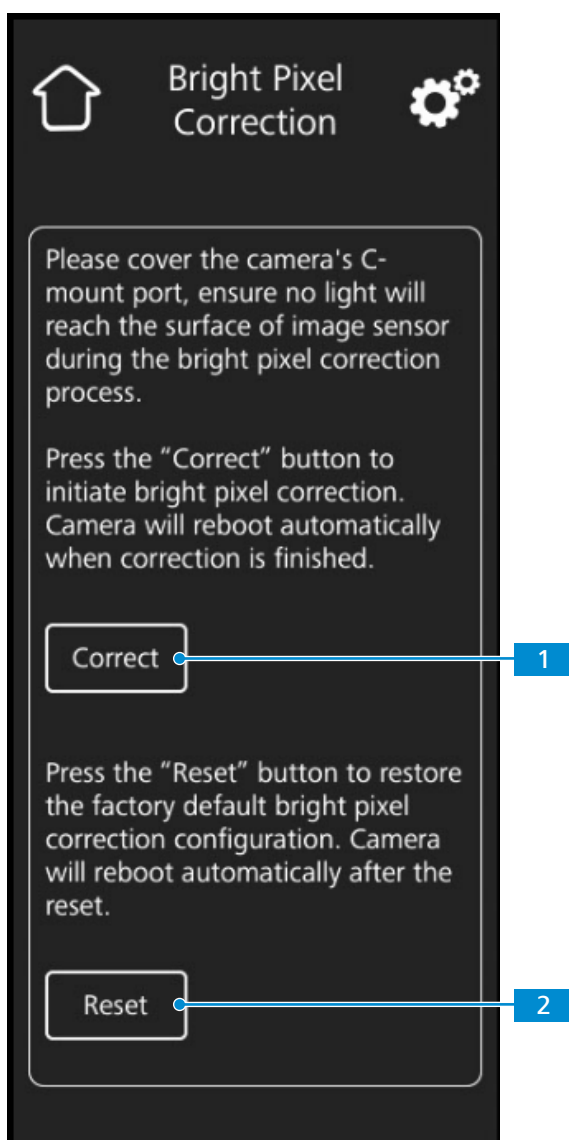 Bright Pixel
Correction
Please cover the camera's C-
mount port, ensure no light will
reach the surface of image sensor
during the bright pixel correction
process.
Press the “Correct” button to
initiate bright pixel correction.
Camera will reboot automatically
when correction is finished.
Correct
1
Press the “Reset” button to restore
the factory default bright pixel
correction configuration. Camera
will reboot automatically after the
reset.
Reset
2